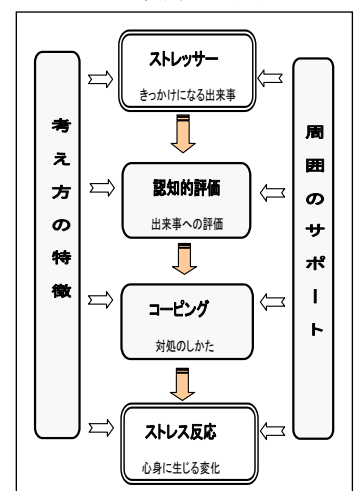 ストレッサー
きっかけになる出来事
考え方の特徴
周囲のサポート
認知的評価
出来事への評価
コーピング
対処のしかた
ストレス反応
心身に生じる変化